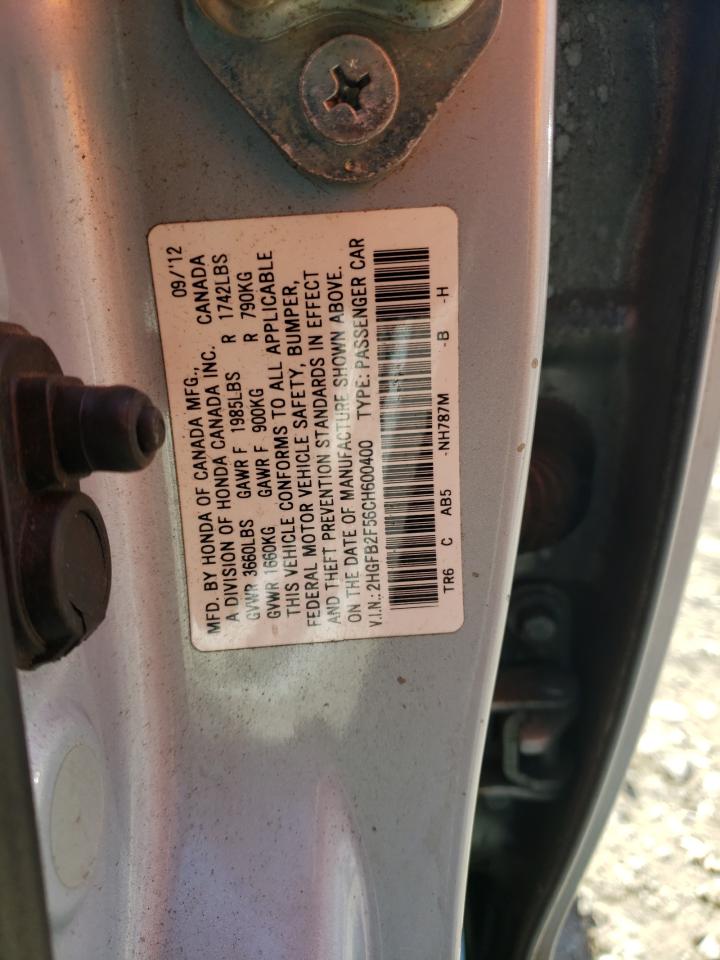 MFD. BY HONDA OF CANADA MFG., 09/'12
A DIVISION OF HONDA CANADA INC. CANADA
GVWR 3660LBS GAWR F 1985LBS R 1742LBS
GVWR 1660KG GAWR F 900KG R 790KG
THIS VEHICLE CONFORMS TO ALL APPLICABLE
FEDERAL MOTOR VEHICLE SAFETY, BUMPER,
AND THEFT PREVENTION STANDARDS IN EFFECT
ON THE DATE OF MANUFACTURE SHOWN ABOVE.
V.I.N.: 2HGFB2F56CH600400 TYPE: PASSENGER CAR
TR6 C AB5 -NH787M -B -H